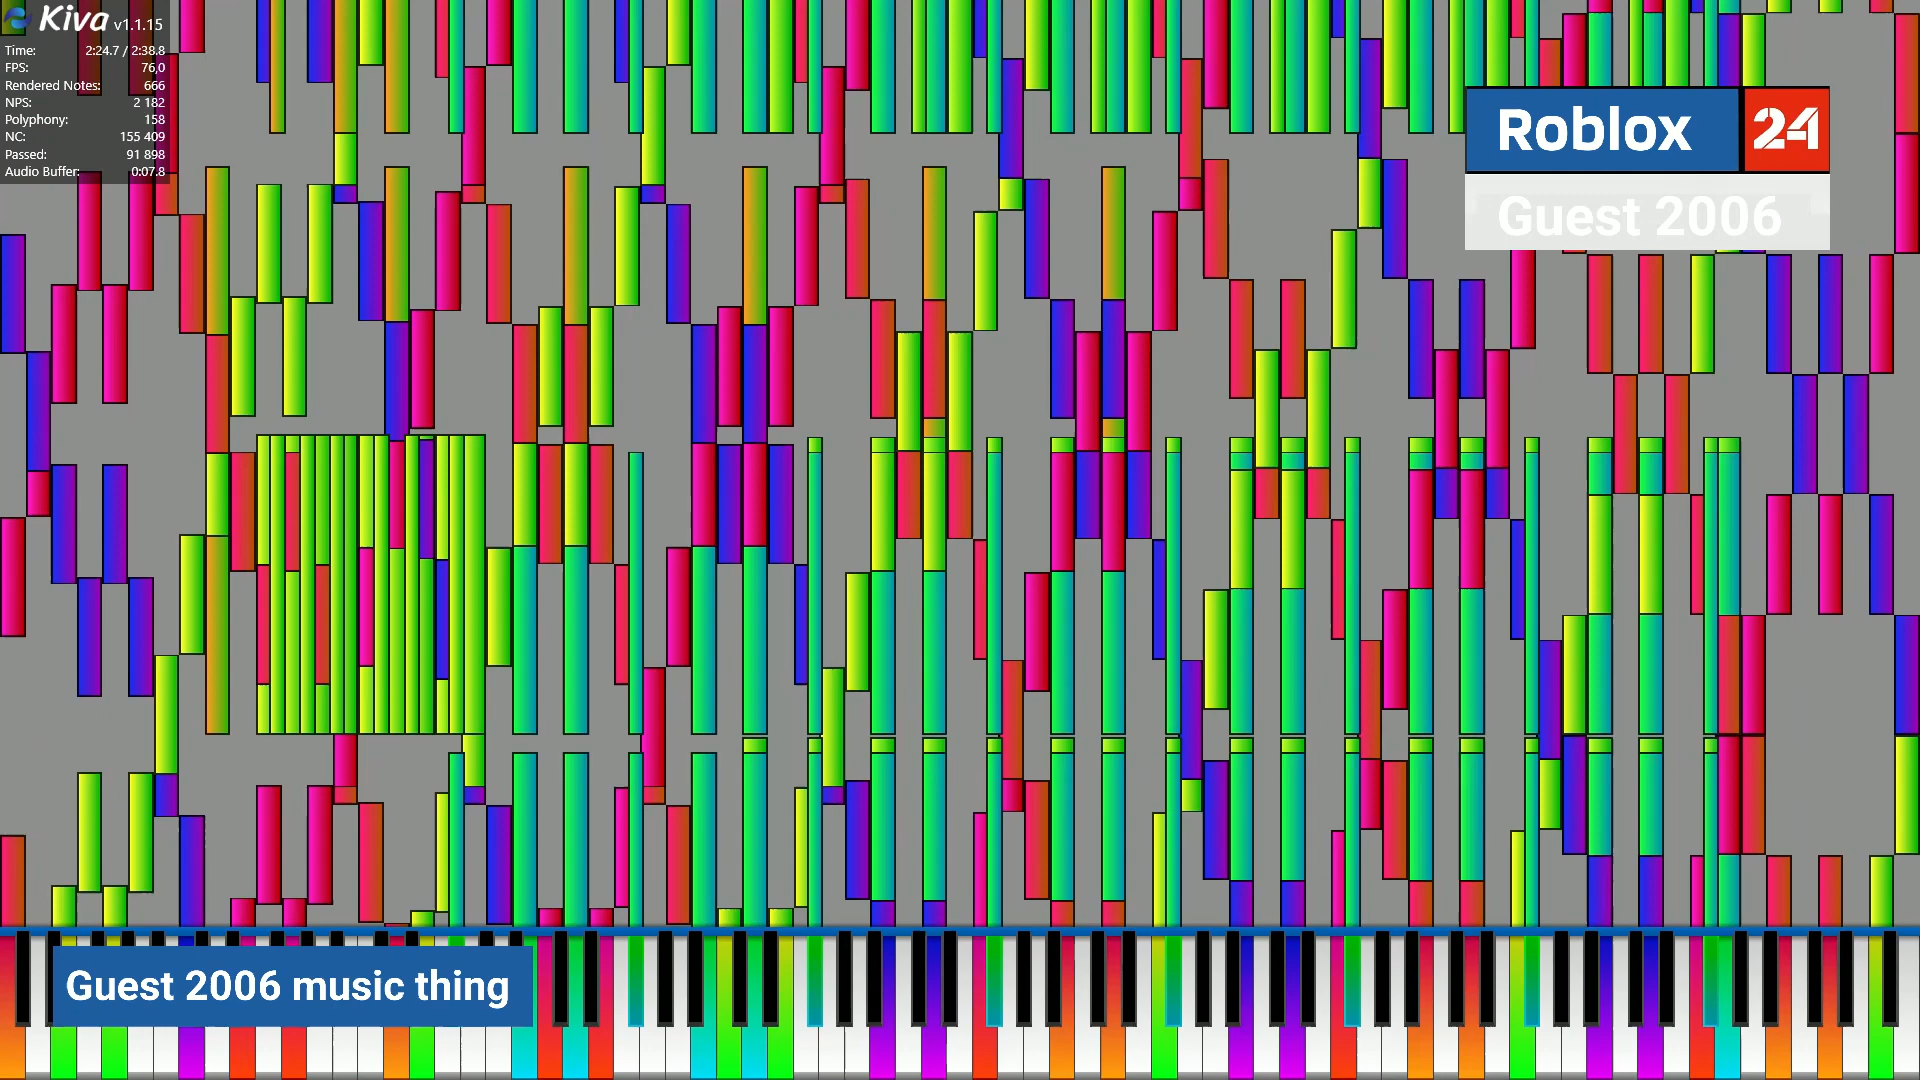 Kiva v1.1.15
Time: 2:24.7 / 2:38.8
FPS: 76,0
Rendered Notes: 666
NPS: 2 182
Polyphony: 158
NC: 155 409
Passed: 91 898
Audio Buffer: 0:07.8
Roblox 24
Guest 2006
Guest 2006 music thing